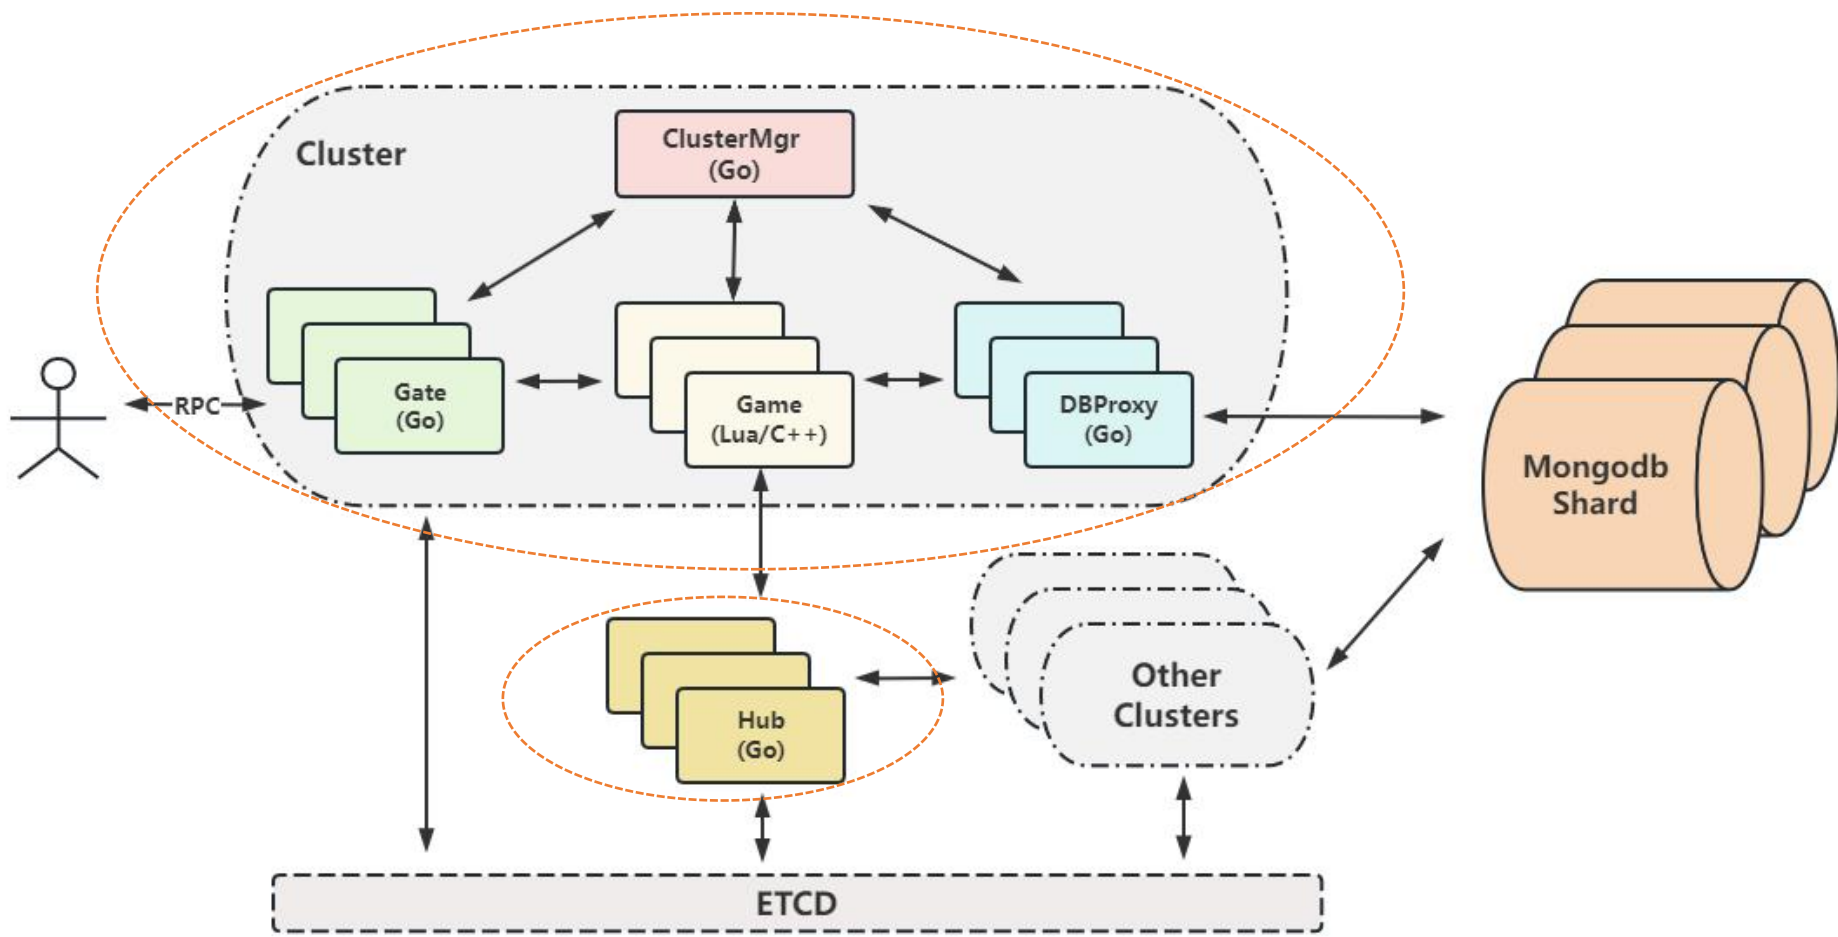 Cluster
ClusterMgr
(Go)
RPC
Gate
(Go)
Game
(Lua/C++)
DBProxy
(Go)
Mongodb
Shard
Hub
(Go)
Other
Clusters
ETCD